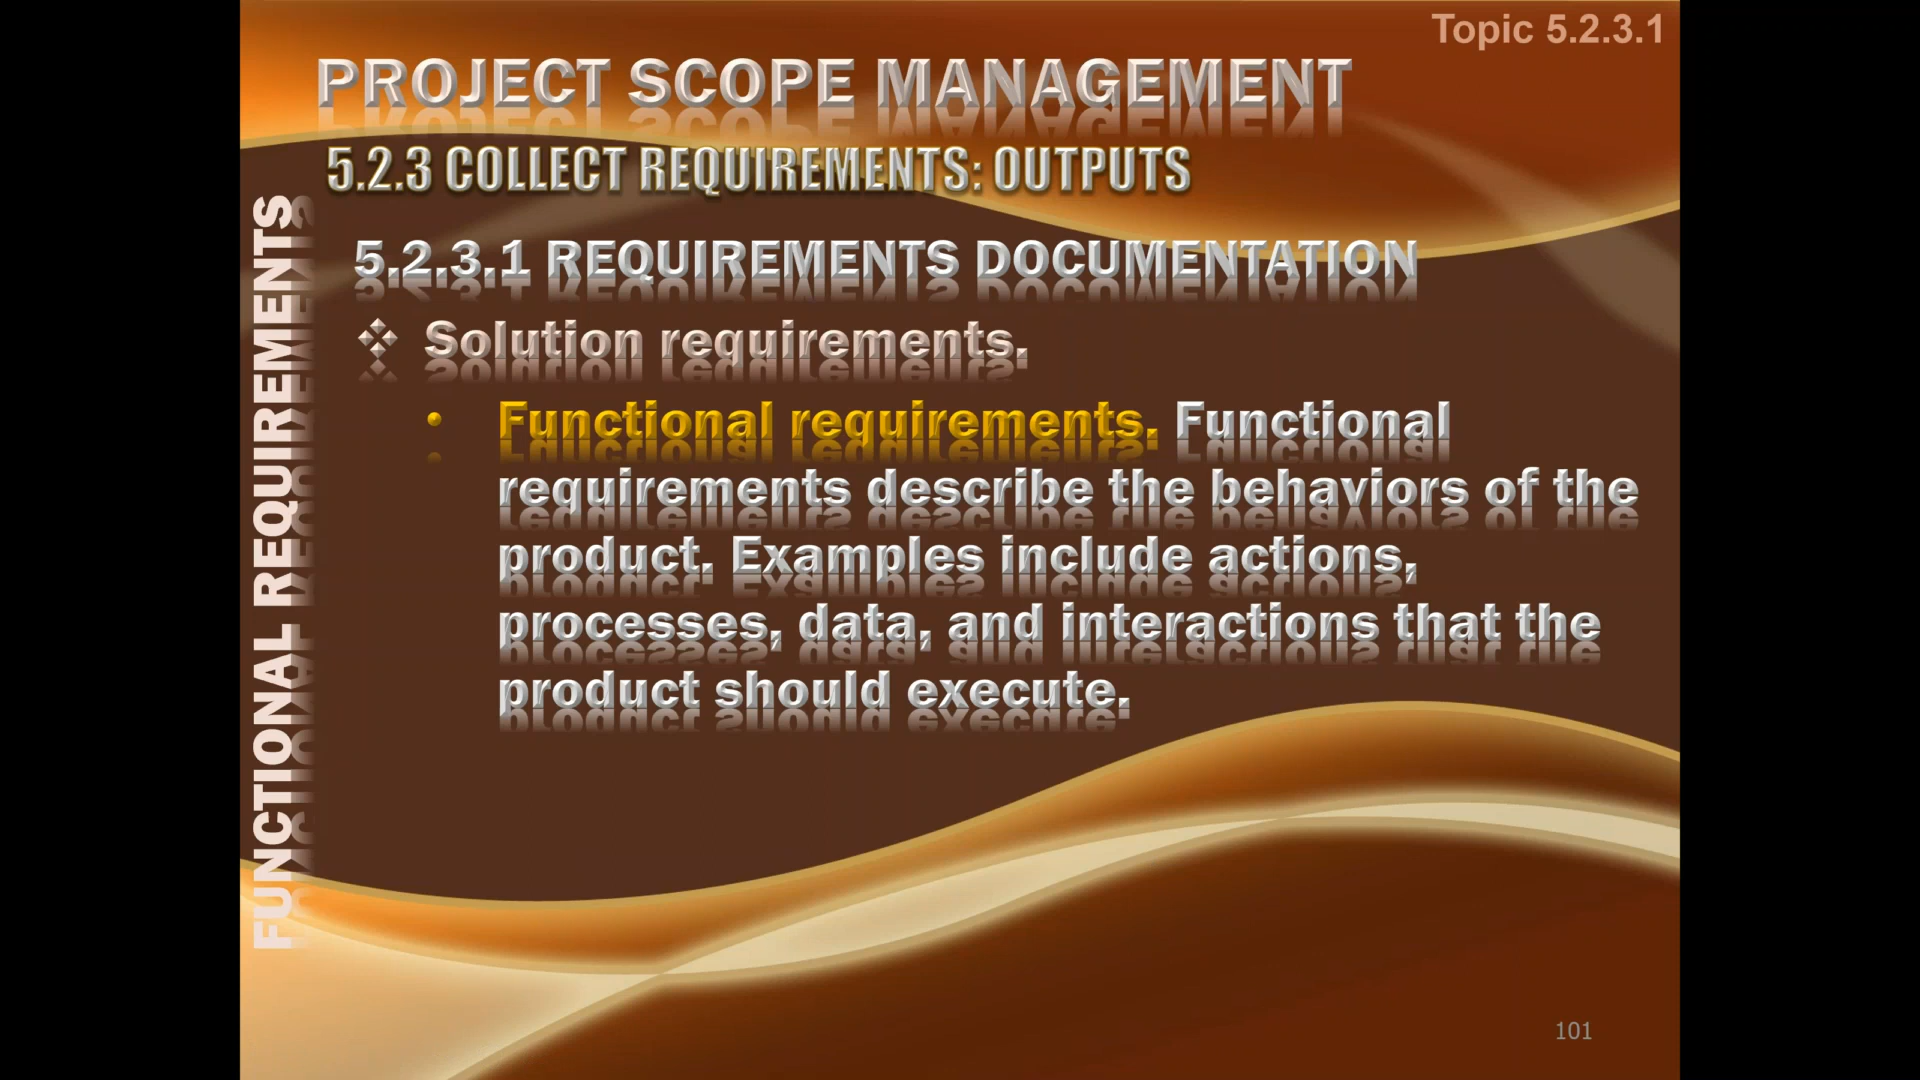 Topic 5.2.3.1
PROJECT SCOPE MANAGEMENT
5.2.3 COLLECT REQUIREMENTS: OUTPUTS
FUNCTIONAL REQUIREMENTS
5.2.3.1 REQUIREMENTS DOCUMENTATION
❖ Solution requirements.
• Functional requirements. Functional
requirements describe the behaviors of the
product. Examples include actions,
processes, data, and interactions that the
product should execute.
101